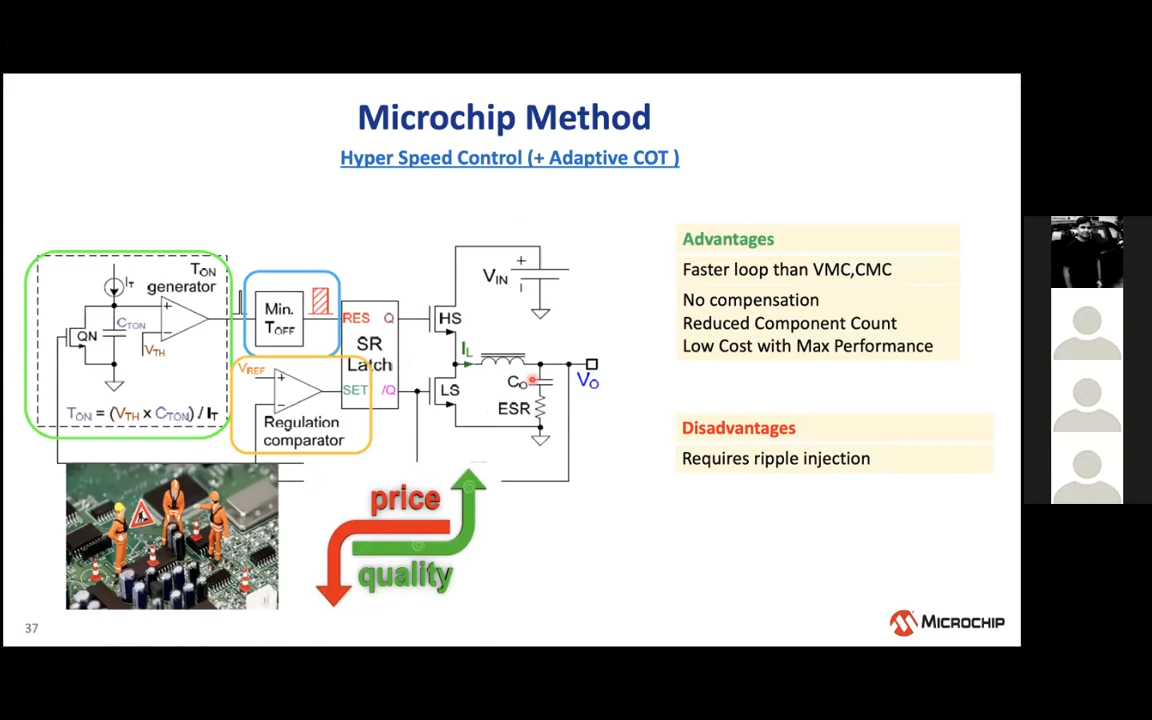 Microchip Method
Hyper Speed Control (+ Adaptive COT )
TON
generator
IT
+
QN
CTON
-
VTH
TON = (VTH x CTON) / IT
Min.
TOFF
RES Q
SR
Latch
SET /Q
VREF
+
-
Regulation
comparator
HS
VIN
+
IL
LS
CO
ESR
VO
price
quality
Advantages
Faster loop than VMC,CMC
No compensation
Reduced Component Count
Low Cost with Max Performance
Disadvantages
Requires ripple injection
37
MICROCHIP